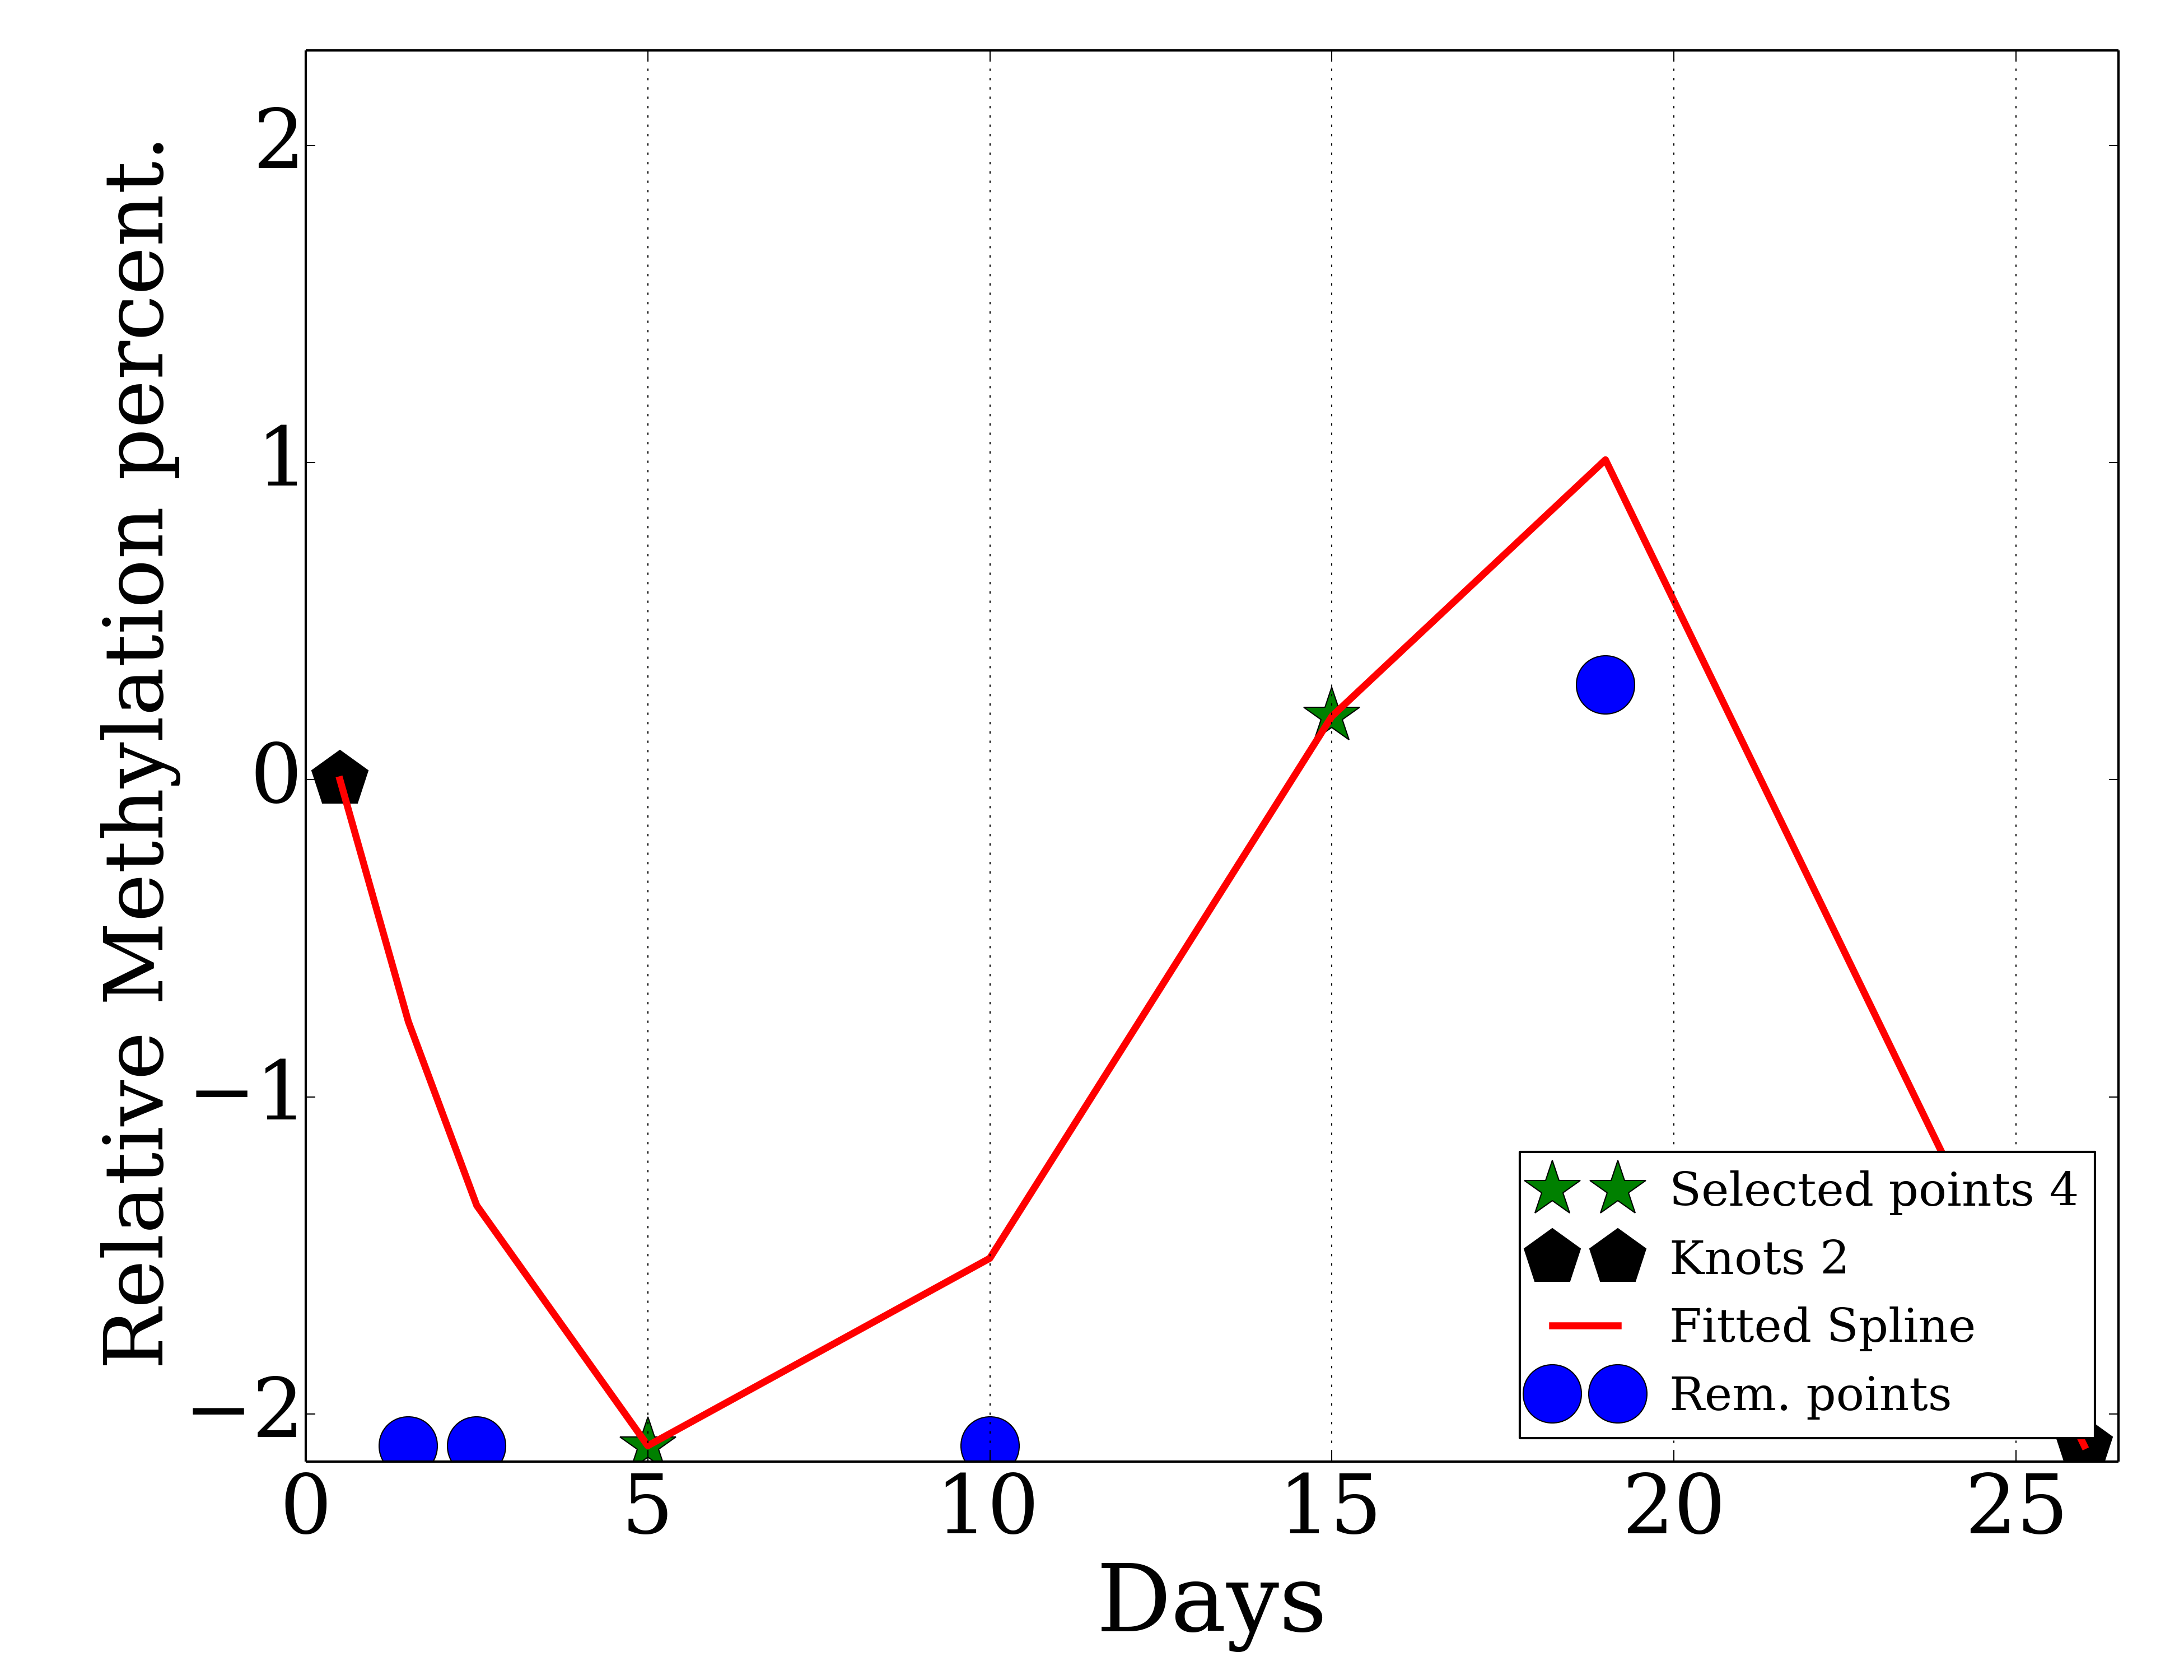 Relative Methylation percent.
2
1
0
−1
−2
Selected points 4
Knots 2
Fitted Spline
Rem. points
0 5 10 15 20 25
Days